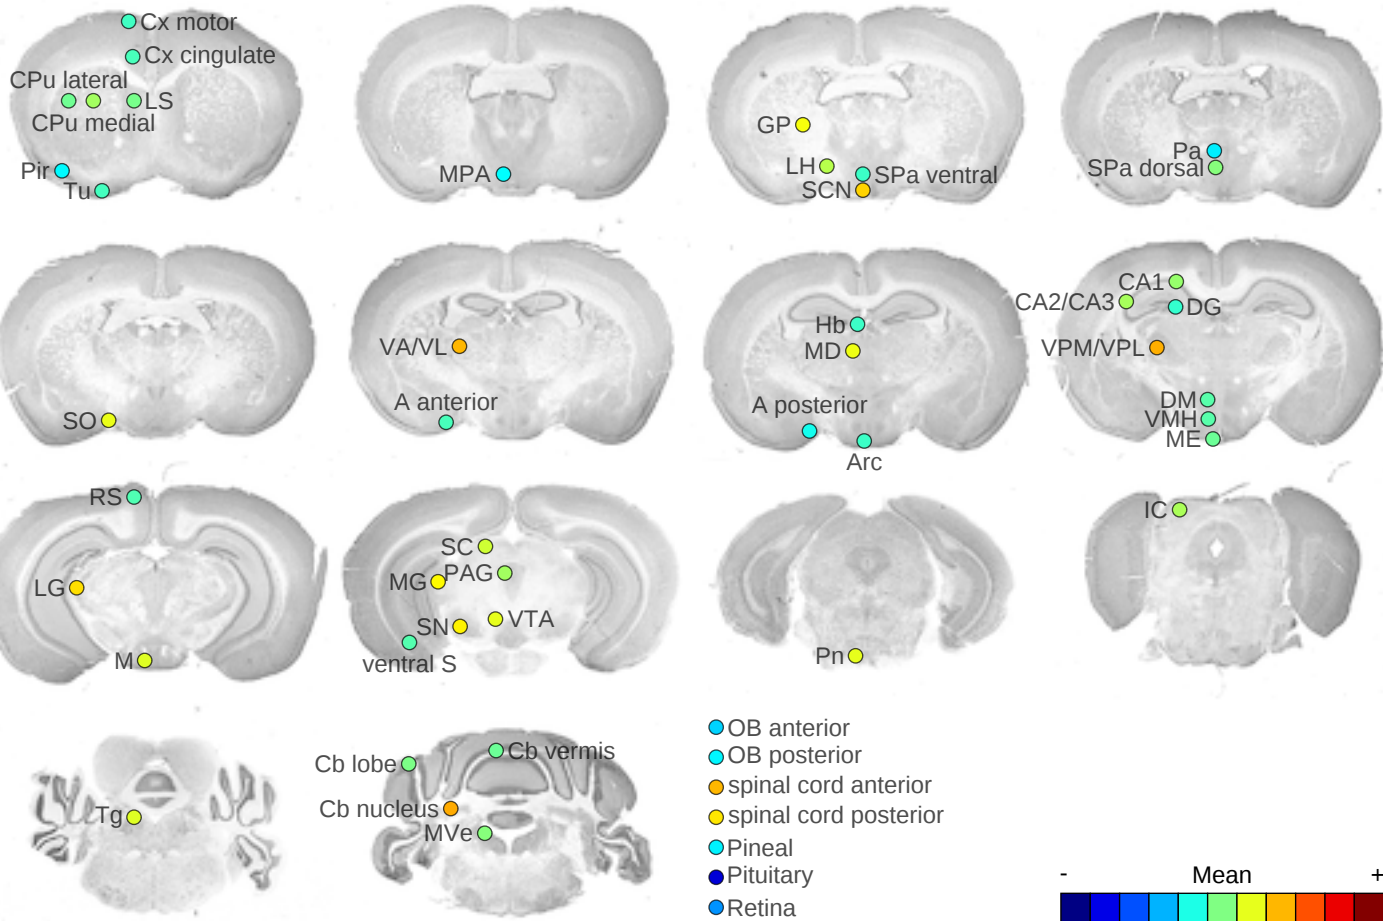 Cx motor
Cx cingulate
CPu lateral
LS
CPu medial
Pir
Tu
MPA
GP
LH
SPa ventral
SCN
Pa
SPa dorsal
SO
VA/VL
A anterior
Hb
MD
A posterior
Arc
CA1
CA2/CA3
DG
VPM/VPL
DM
VMH
ME
RS
LG
M
SC
PAG
MG
VTA
SN
ventral S
Pn
IC
Tg
Cb lobe
Cb vermis
Cb nucleus
MVe
OB anterior
OB posterior
spinal cord anterior
spinal cord posterior
Pineal
Pituitary
Retina
- Mean +